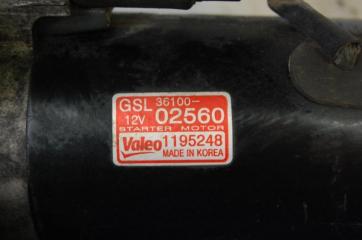 GSL 36100-
12V 02560
STARTER MOTOR
Valeo 1195248
MADE IN KOREA